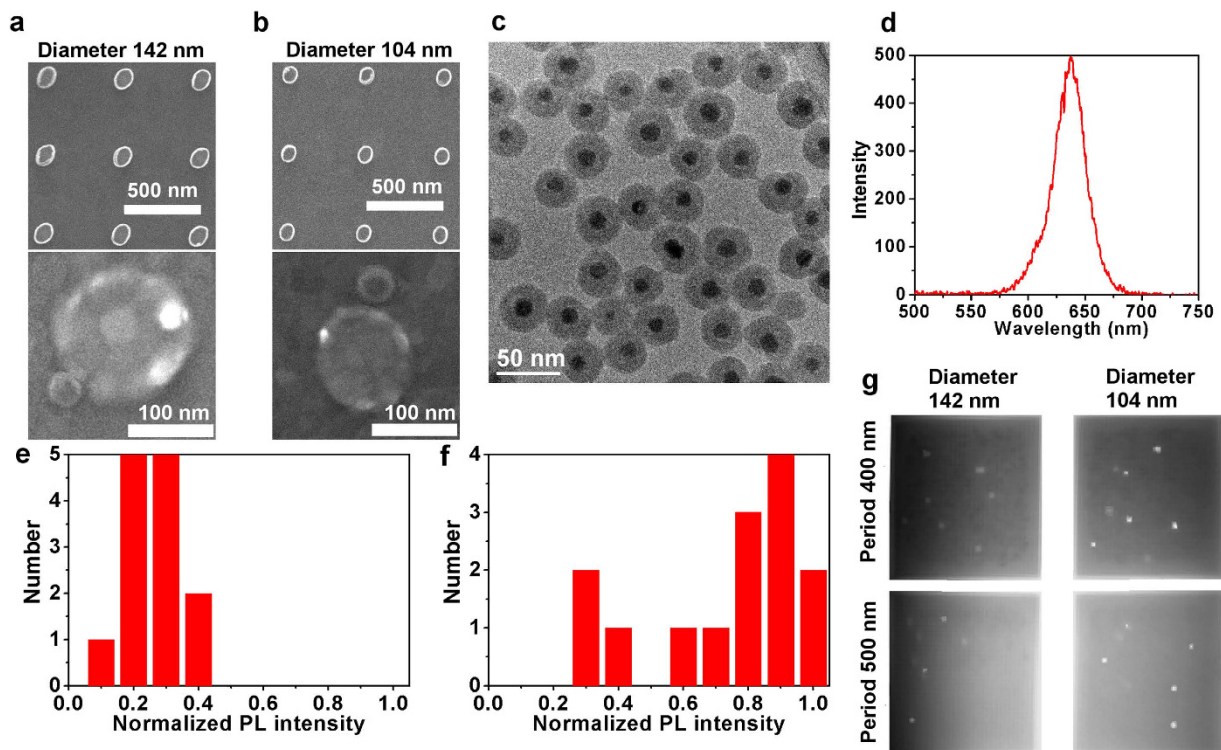 a
Diameter 142 nm
500 nm
100 nm
b
Diameter 104 nm
500 nm
100 nm
c
50 nm
d
500
400
300
200
100
0
Intensity
500 550 600 650 700 750
Wavelength (nm)
e
5
4
3
2
1
0
Number
0.0 0.2 0.4 0.6 0.8 1.0
Normalized PL intensity
f
4
3
2
1
0
Number
0.0 0.2 0.4 0.6 0.8 1.0
Normalized PL intensity
g
Diameter
142 nm
Diameter
104 nm
Period 400 nm
Period 500 nm